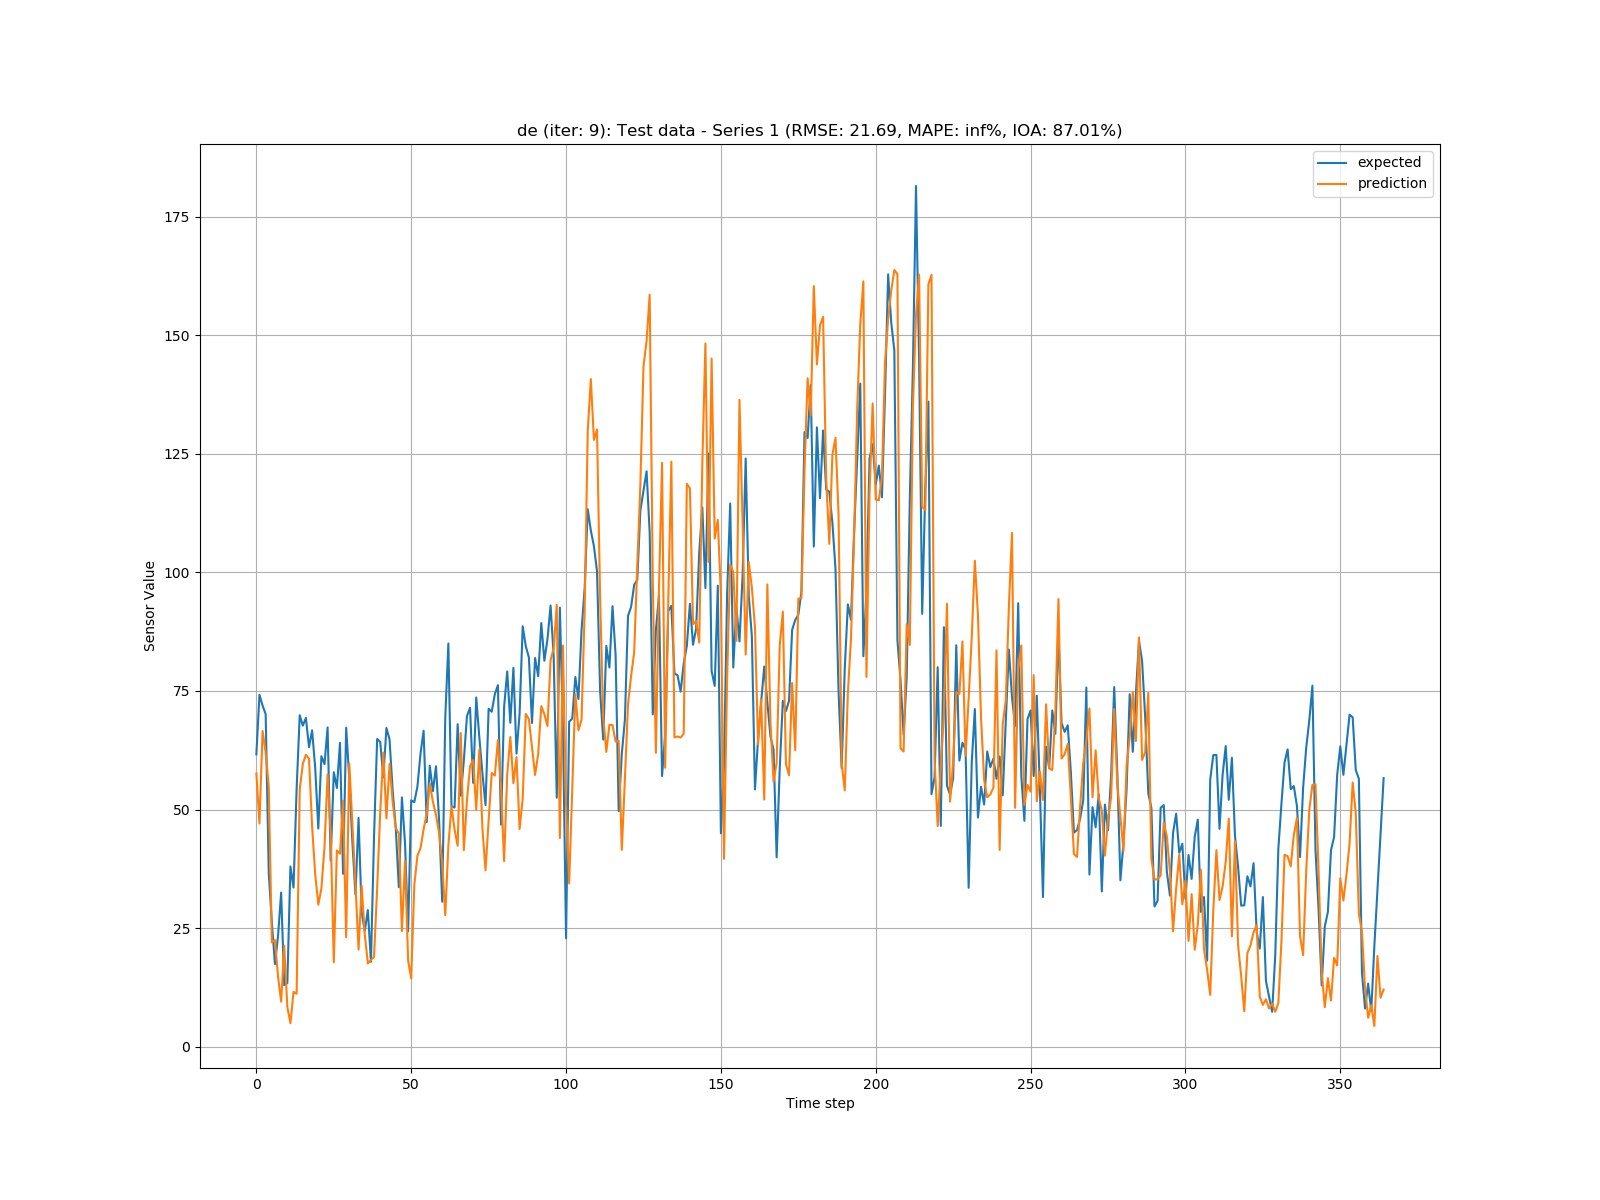 de (iter: 9): Test data - Series 1 (RMSE: 21.69, MAPE: inf%, IOA: 87.01%)
expected
prediction
175
150
125
100
75
50
25
0
Sensor Value
0 50 100 150 200 250 300 350
Time step